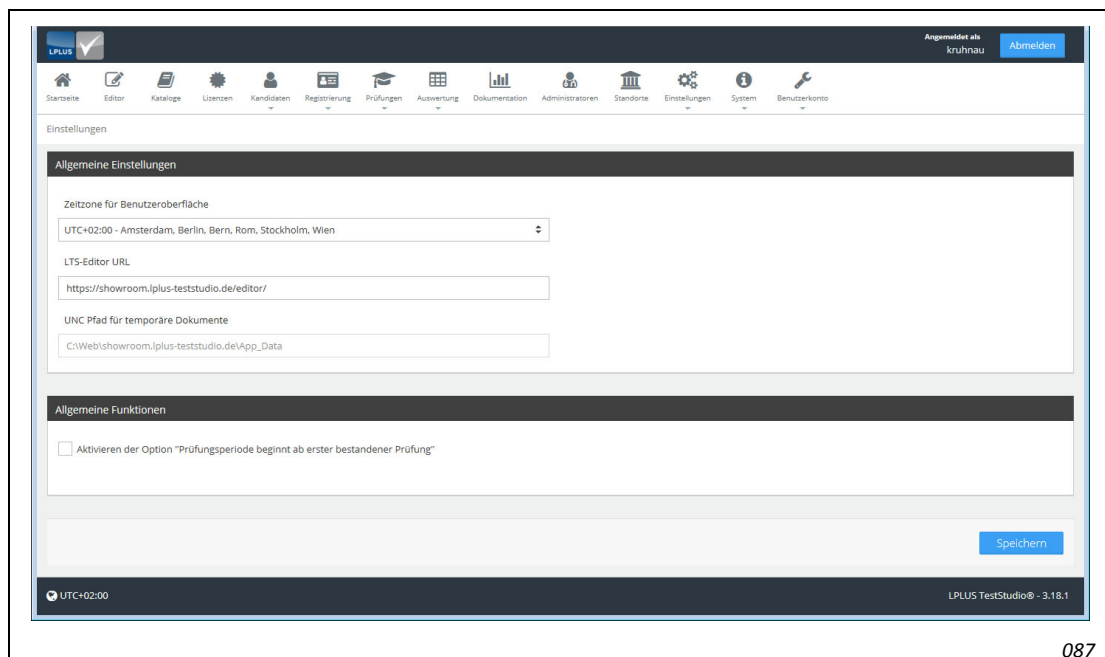 Angemeldet als
kruhnau
Abmelden
LPLUS
Startseite Editor Kataloge Lizenzen Kandidaten Registrierung Prüfungen Auswertung Dokumentation Administratoren Standorte Einstellungen System Benutzerkonto
Einstellungen
Allgemeine Einstellungen
Zeitzone für Benutzeroberfläche
UTC+02:00 - Amsterdam, Berlin, Bern, Rom, Stockholm, Wien
LTS-Editor URL
https://showroom.lplus-teststudio.de/editor/
UNC Pfad für temporäre Dokumente
C:\Web\showroom.lplus-teststudio.de\App_Data
Allgemeine Funktionen
Aktivieren der Option "Prüfungsperiode beginnt ab erster bestandener Prüfung"
Speichern
UTC+02:00 LPLUS TestStudio® - 3.18.1
087